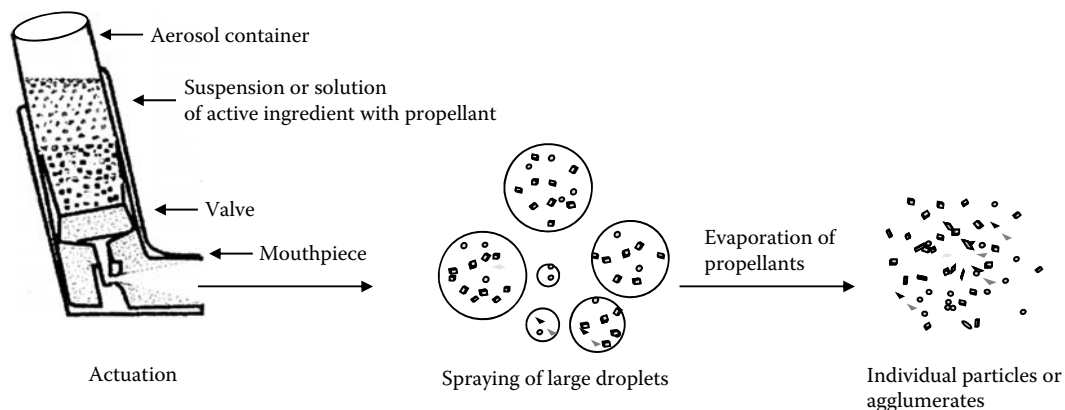 Aerosol container
Suspension or solution
of active ingredient with propellant
Valve
Mouthpiece
Evaporation of
propellants
Actuation
Spraying of large droplets
Individual particles or
agglumerates